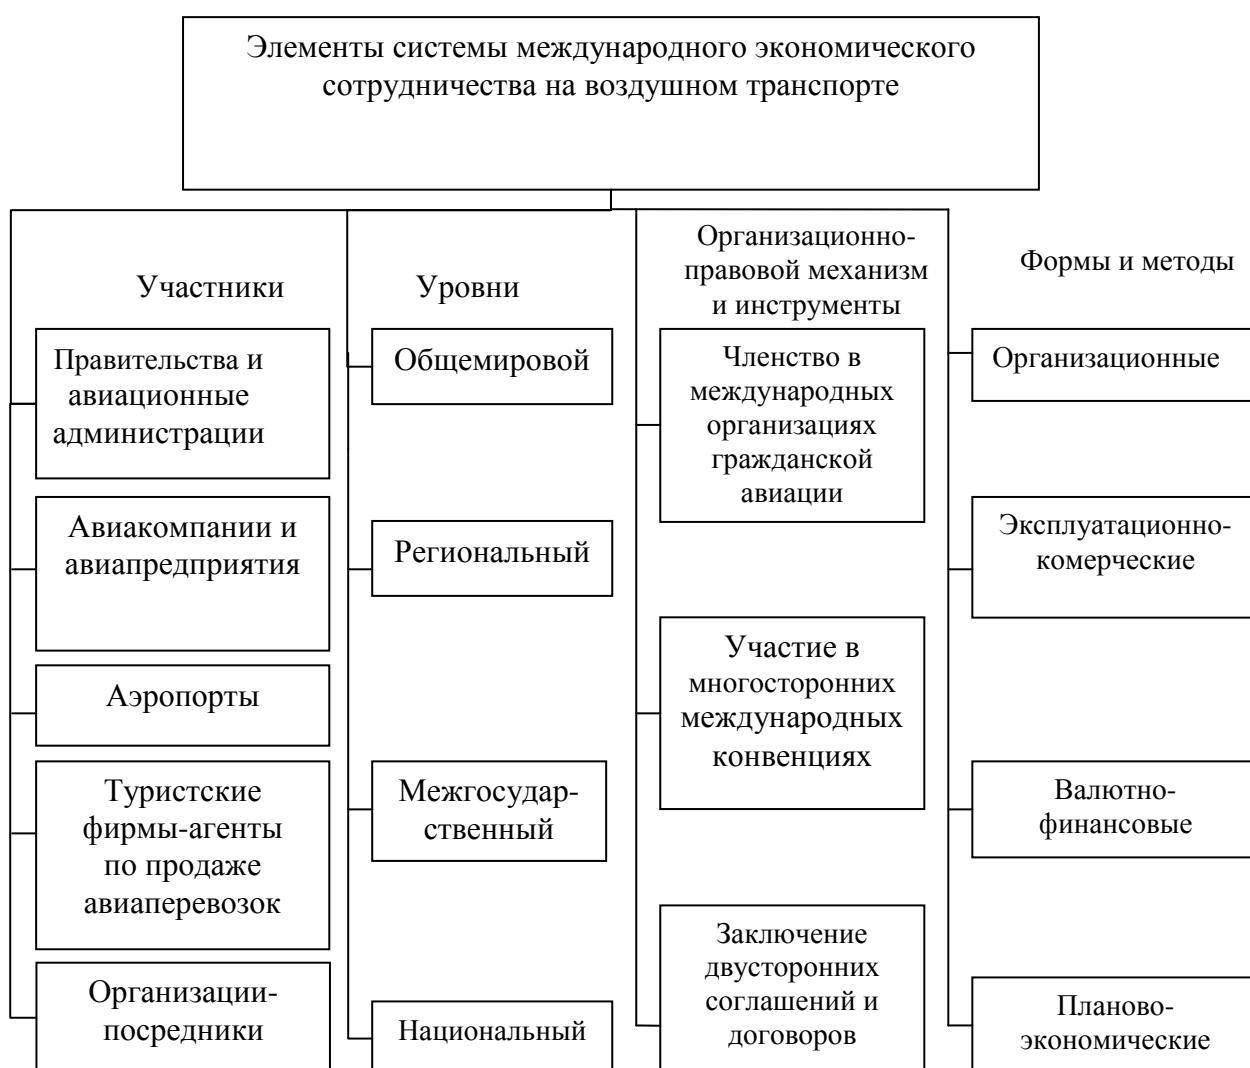 Элементы системы международного экономического
сотрудничества на воздушном транспорте
Участники
Правительства и
авиационные
администрации
Авиакомпании и
авиапредприятия
Аэропорты
Туристские
фирмы-агенты
по продаже
авиаперевозок
Организации-
посредники
Уровни
Общемировой
Региональный
Межгосудар-
ственный
Национальный
Организационно-
правовой механизм
и инструменты
Членство в
международных
организациях
гражданской
авиации
Участие в
многосторонних
международных
конвенциях
Заключение
двусторонних
соглашений и
договоров
Формы и методы
Организационные
Эксплуатационно-
комерческие
Валютно-
финансовые
Планово-
экономические